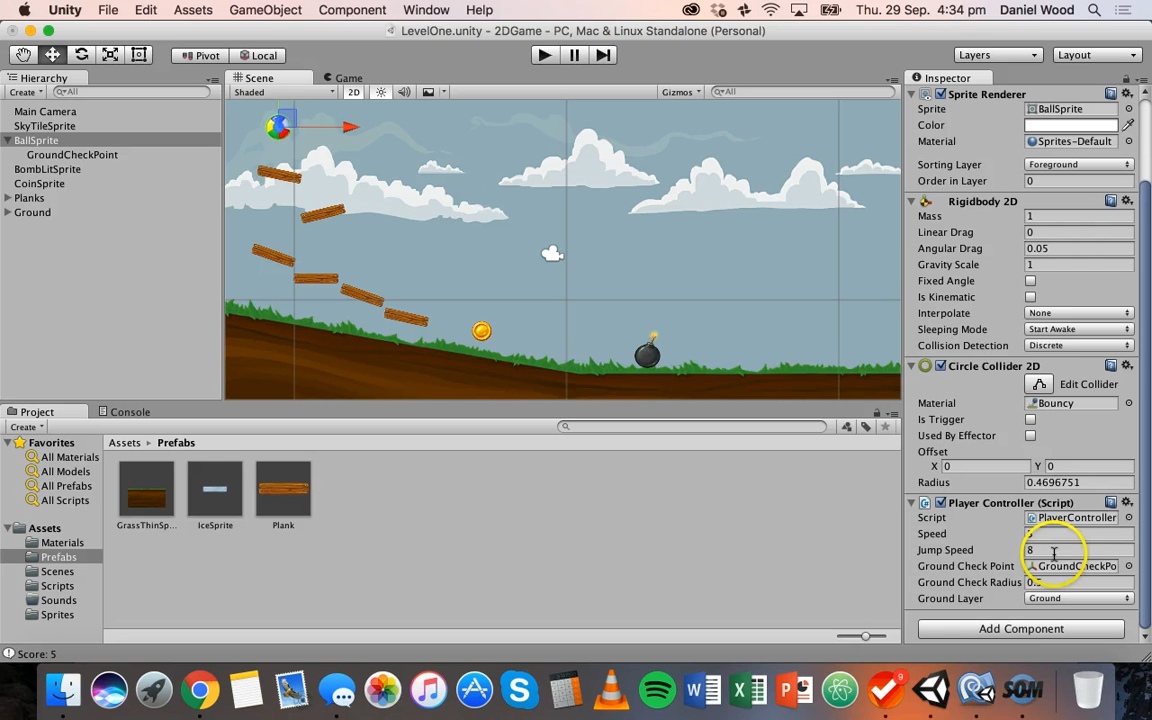 Unity File Edit Assets GameObject Component Window Help Thu. 29 Sep. 4:34 pm Daniel Wood
LevelOne.unity - 2DGame - PC, Mac & Linux Standalone (Personal)
Pivot Local Layers Layout
Hierarchy Scene Game Inspector
Create All Shaded 2D Gizmos All
Main Camera
SkyTileSprite
BallSprite
GroundCheckPoint
BombLitSprite
CoinSprite
Planks
Ground
Sprite Renderer
Sprite BallSprite
Color
Material Sprites-Default
Sorting Layer Foreground
Order in Layer 0
Rigidbody 2D
Mass 1
Linear Drag 0
Angular Drag 0.05
Gravity Scale 1
Fixed Angle
Is Kinematic
Interpolate None
Sleeping Mode Start Awake
Collision Detection Discrete
Circle Collider 2D
Edit Collider
Material Bouncy
Is Trigger
Used By Effector
Offset
X 0 Y 0
Radius 0.4696751
Player Controller (Script)
Script PlayerController
Speed
Jump Speed 8
Ground Check Point GroundCheckPo
Ground Check Radius
Ground Layer Ground
Add Component
Project Console
Create
Favorites
All Materials
All Models
All Prefabs
All Scripts
Assets
Materials
Prefabs
Scenes
Scripts
Sounds
Sprites
Assets Prefabs
GrassThinSp... IceSprite Plank
Score: 5
9
SOM